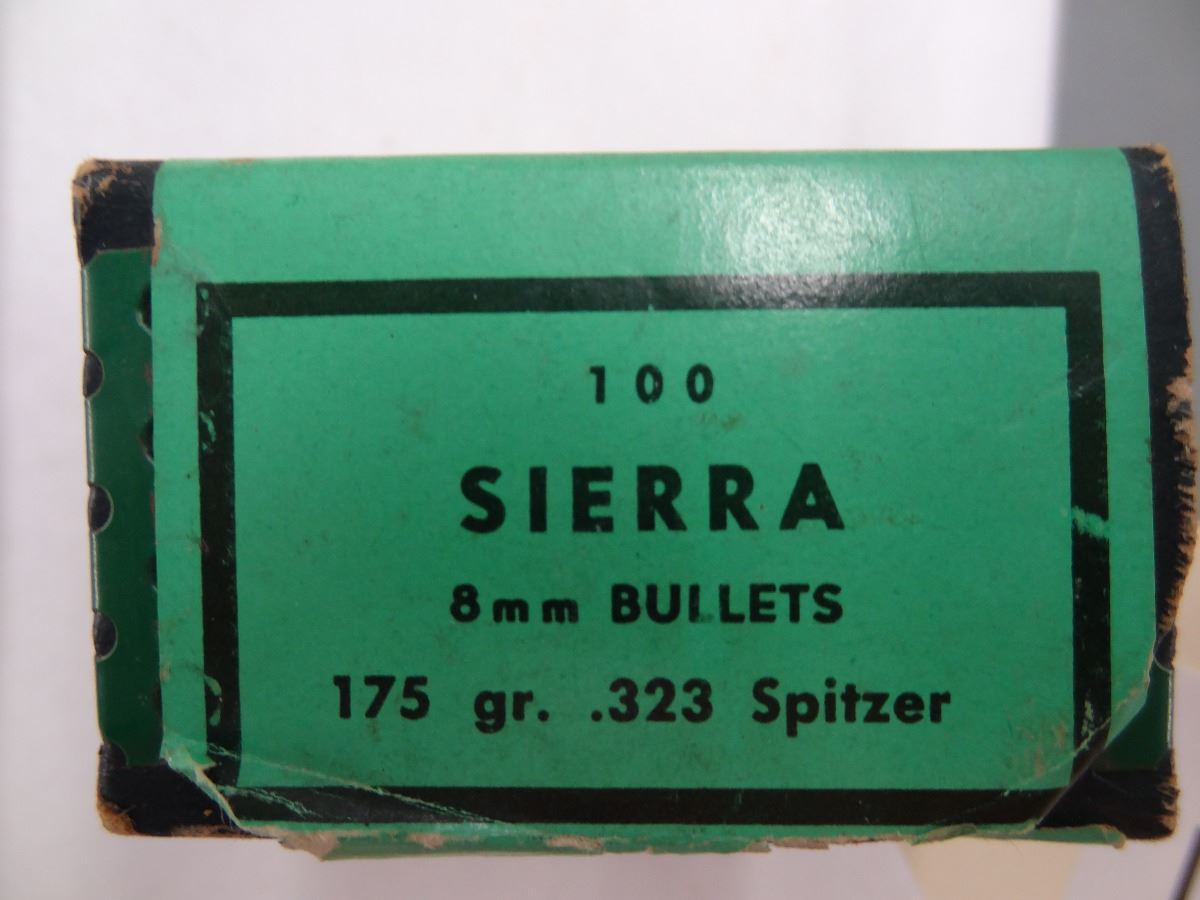 100
SIERRA
8mm BULLETS
175 gr. .323 Spitzer